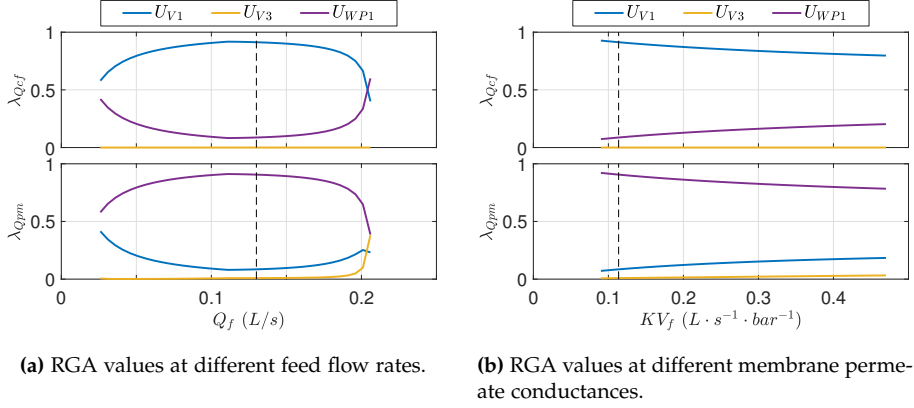 U_{V1} U_{V3} U_{WP1}
U_{V1} U_{V3} U_{WP1}
1
0.5
0
λ_{Qcf}
1
0.5
0
λ_{Qcf}
1
0.5
0
λ_{Qpm}
0 0.1 0.2
Q_f (L/s)
1
0.5
0
λ_{Qpm}
0 0.1 0.2 0.3 0.4
KV_f (L · s^{-1} · bar^{-1})
(a) RGA values at different feed flow rates.
(b) RGA values at different membrane perme-
ate conductances.